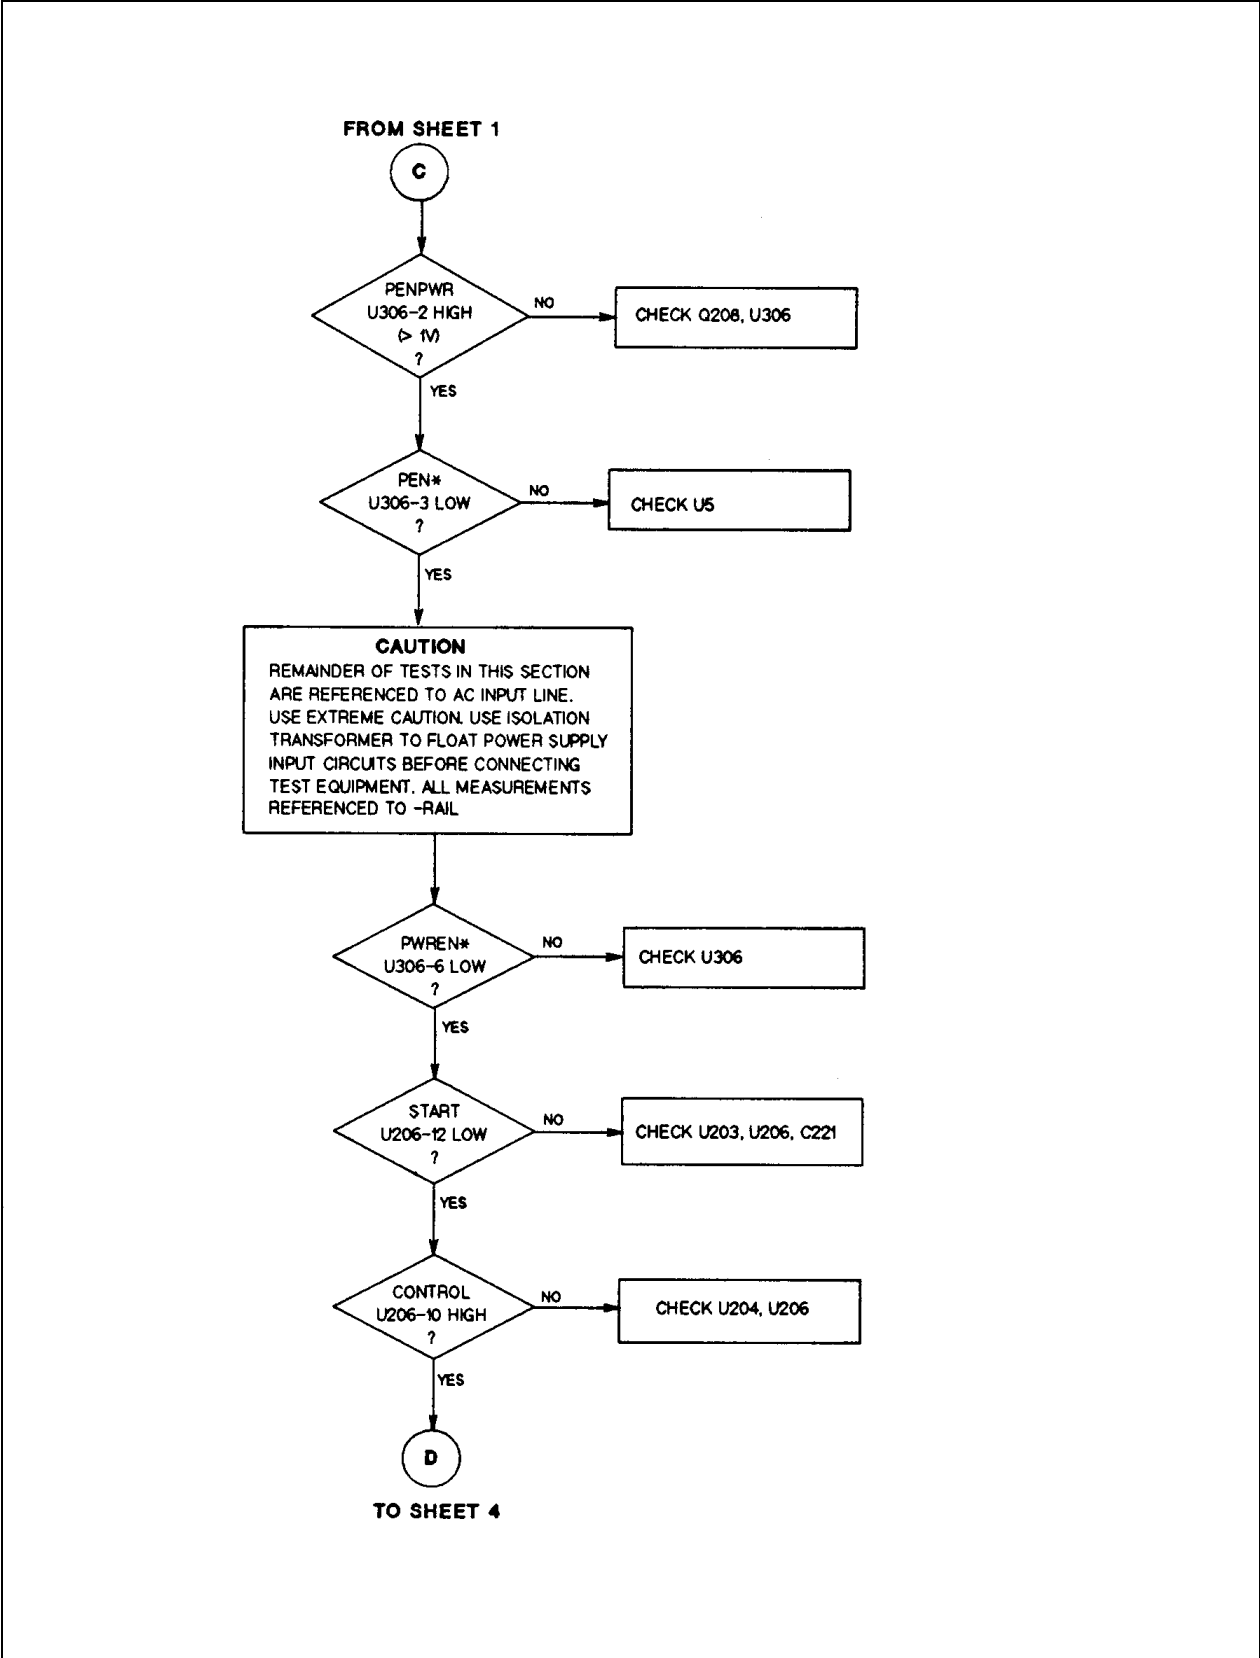 FROM SHEET 1
C
PENPWR
U306-2 HIGH
(> 1V)
?
NO
CHECK Q208, U306
YES
PEN*
U306-3 LOW
?
NO
CHECK U5
YES
CAUTION
REMAINDER OF TESTS IN THIS SECTION
ARE REFERENCED TO AC INPUT LINE.
USE EXTREME CAUTION. USE ISOLATION
TRANSFORMER TO FLOAT POWER SUPPLY
INPUT CIRCUITS BEFORE CONNECTING
TEST EQUIPMENT. ALL MEASUREMENTS
REFERENCED TO -RAIL
PWREN*
U306-6 LOW
?
NO
CHECK U306
YES
START
U206-12 LOW
?
NO
CHECK U203, U206, C221
YES
CONTROL
U206-10 HIGH
?
NO
CHECK U204, U206
YES
D
TO SHEET 4